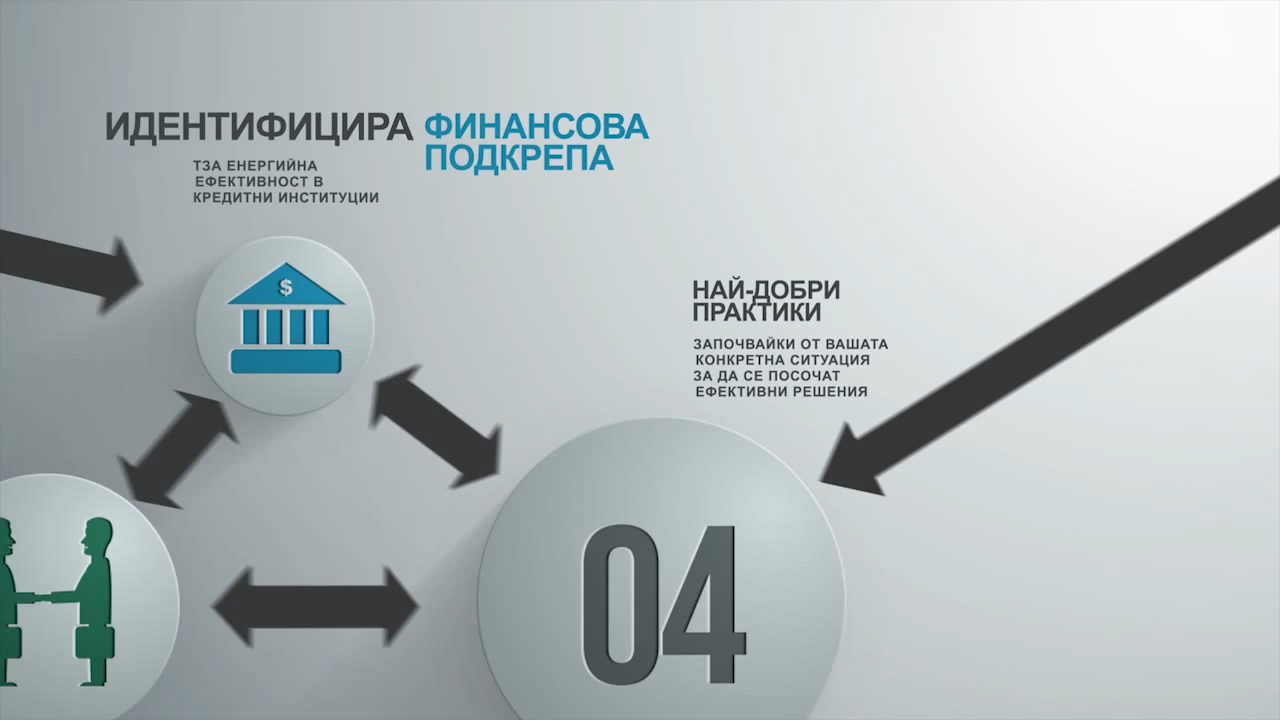 ИДЕНТИФИЦИРА ФИНАНСОВА
ПОДКРЕПА
ТЗА ЕНЕРГИЙНА
ЕФЕКТИВНОСТ В
КРЕДИТНИ ИНСТИТУЦИИ
$
НАЙ-ДОБРИ
ПРАКТИКИ
ЗАПОЧВАЙКИ ОТ ВАШАТА
КОНКРЕТНА СИТУАЦИЯ
ЗА ДА СЕ ПОСОЧАТ
ЕФЕКТИВНИ РЕШЕНИЯ
04